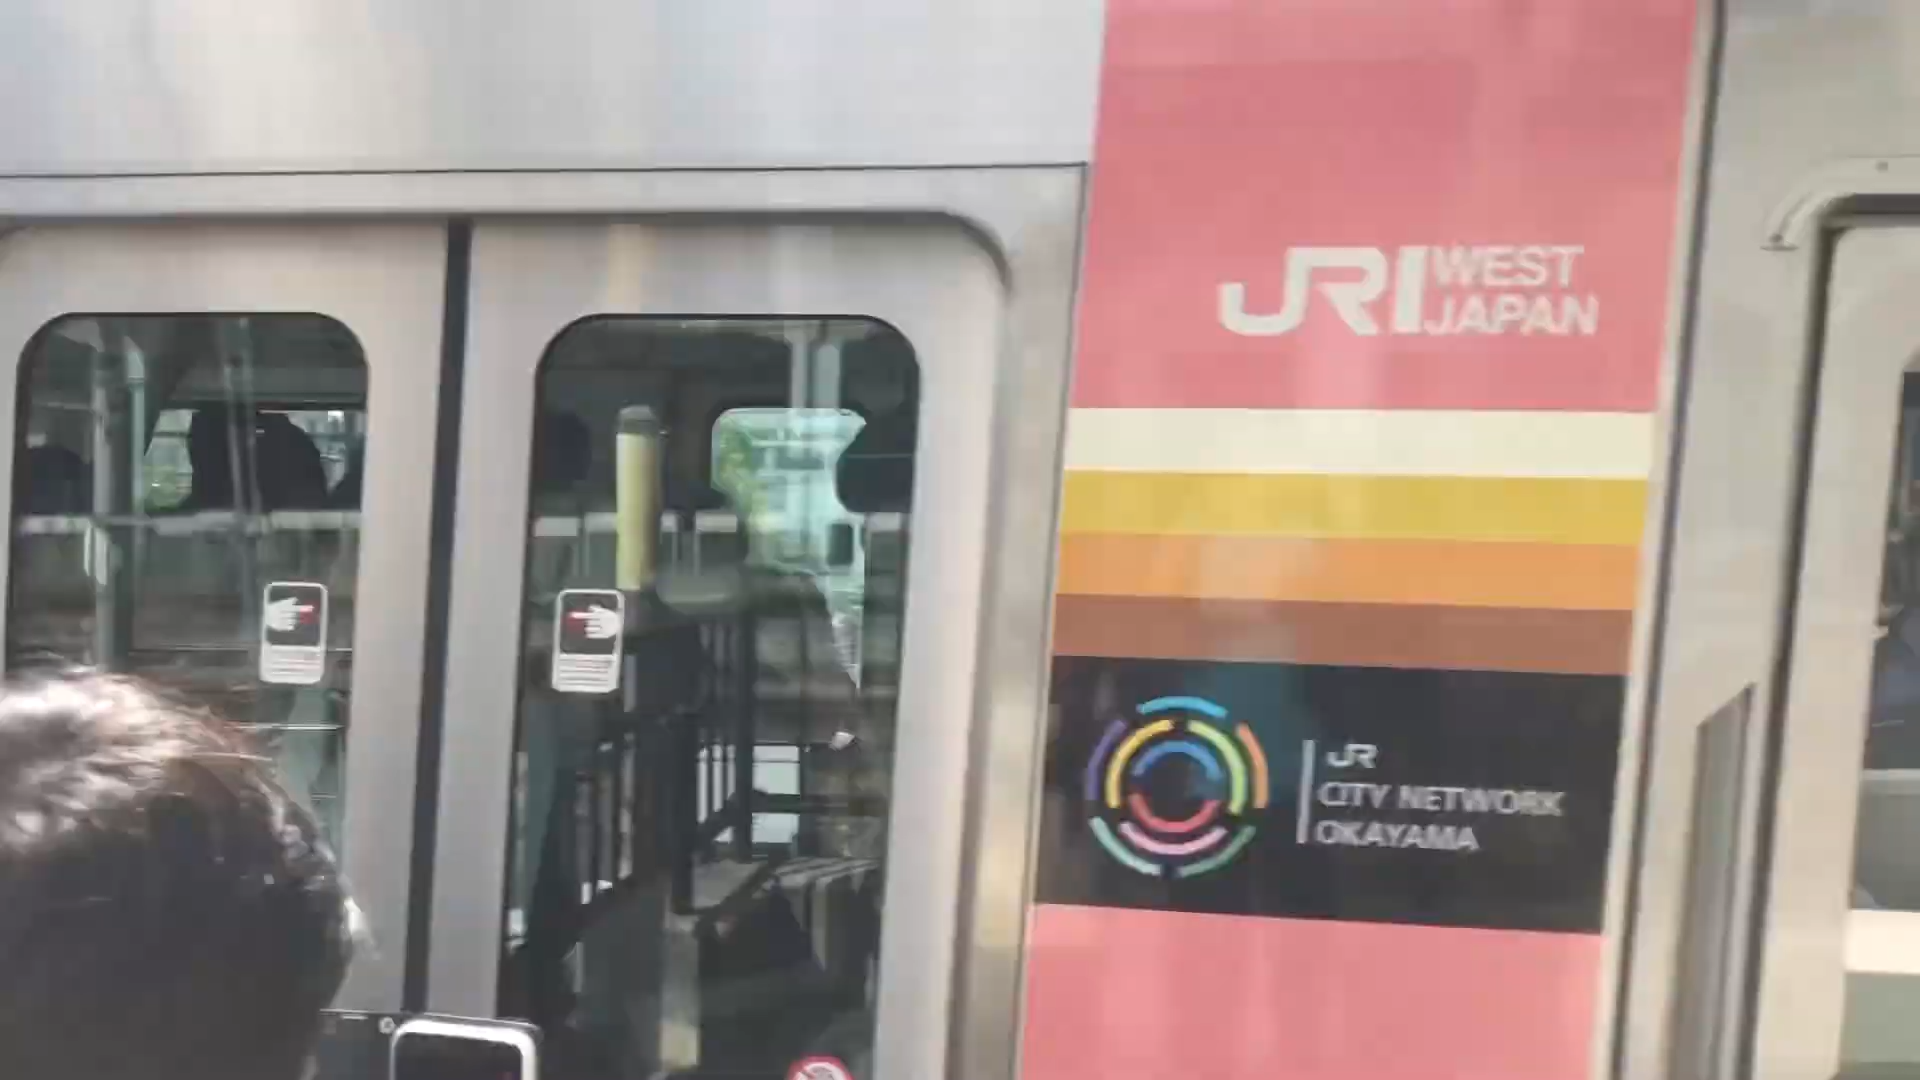 JR WEST
JAPAN
JR
CITY NETWORK
OKAYAMA